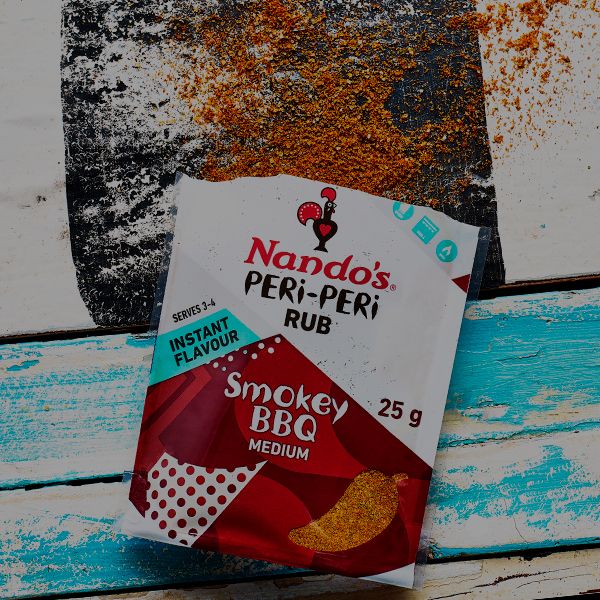 Nando's®
PERi-PERi
RUB
SERVES 3-4
INSTANT
FLAVOUR
Smokey
BBQ
MEDIUM
25 g